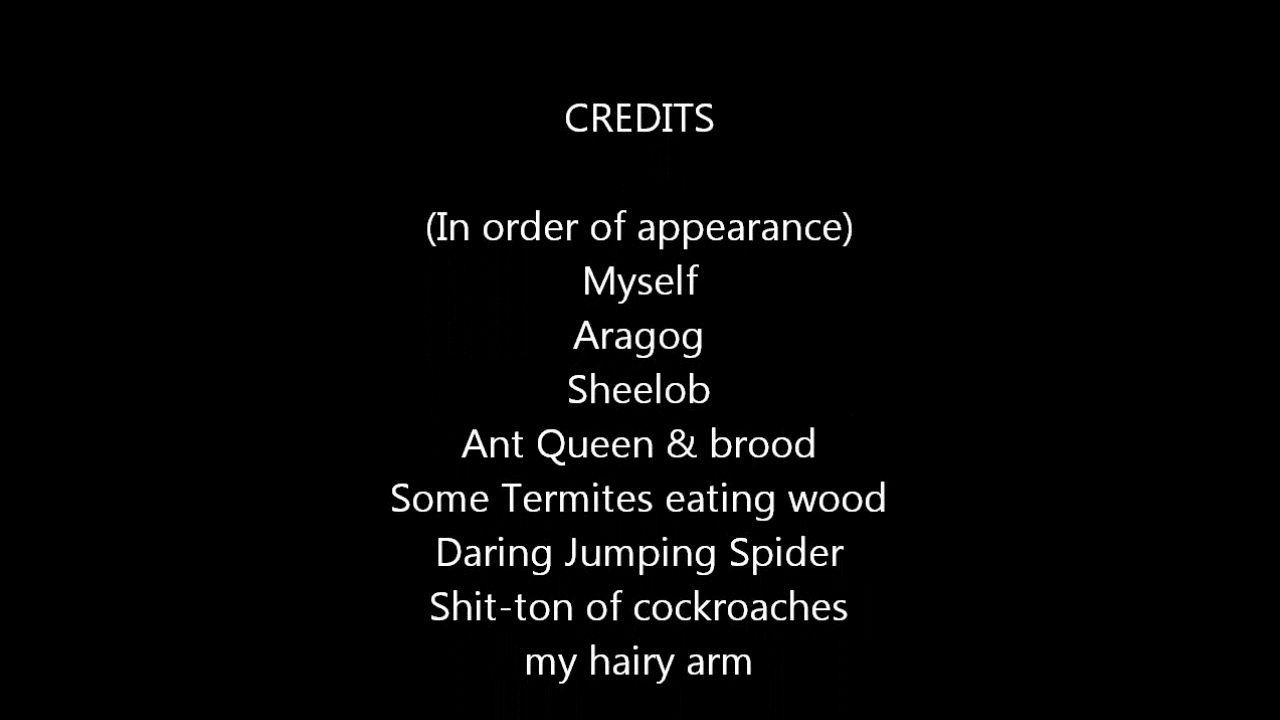 CREDITS
(In order of appearance)
Myself
Aragog
Sheelob
Ant Queen & brood
Some Termites eating wood
Daring Jumping Spider
Shit-ton of cockroaches
my hairy arm